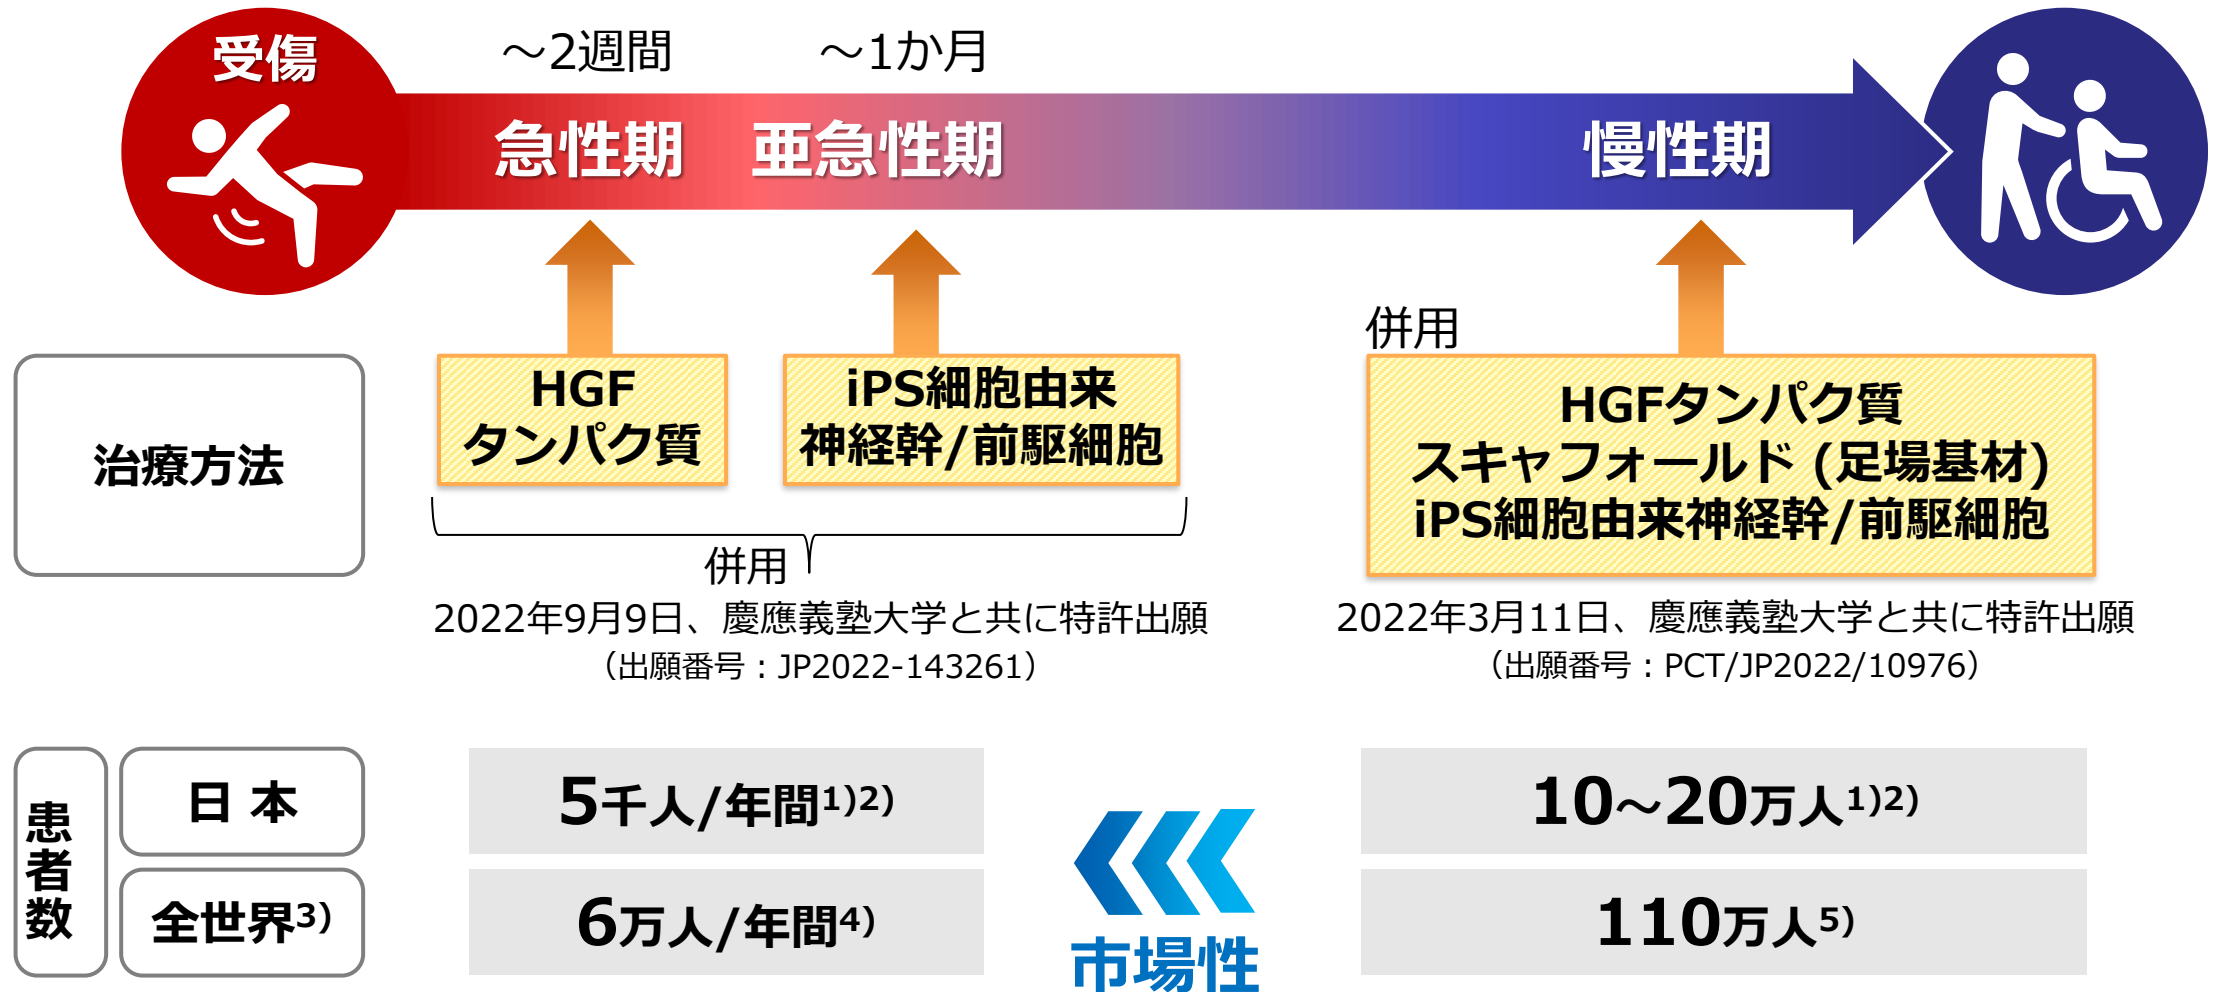 受傷
～2週間
～1か月
急性期
亜急性期
慢性期
併用
治療方法
HGF
タンパク質
iPS細胞由来
神経幹/前駆細胞
HGFタンパク質
スキャフォールド (足場基材)
iPS細胞由来神経幹/前駆細胞
併用
2022年9月9日、慶應義塾大学と共に特許出願
（出願番号：JP2022-143261）
2022年3月11日、慶應義塾大学と共に特許出願
（出願番号：PCT/JP2022/10976）
患者数
日 本
5千人/年間1)2)
10～20万人1)2)
全世界3)
6万人/年間4)
110万人5)
市場性